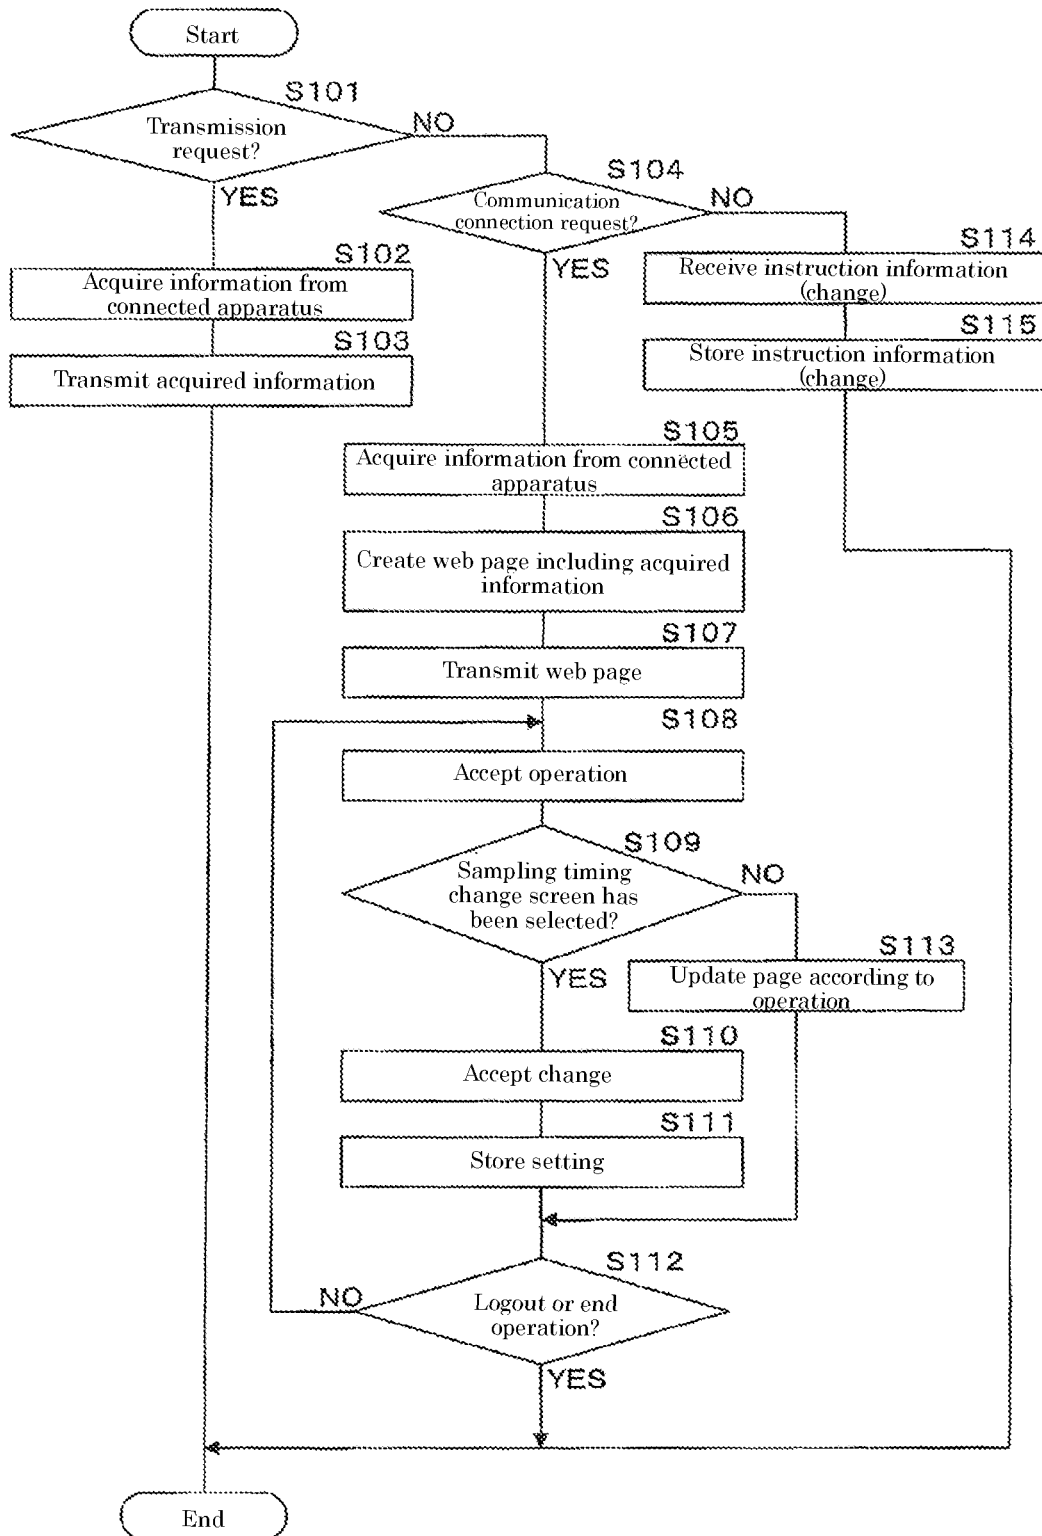 Start
S101
Transmission
request?
NO
YES
S104
Communication
connection request?
NO
YES
S102
Acquire information from
connected apparatus
S103
Transmit acquired information
S114
Receive instruction information
(change)
S115
Store instruction information
(change)
S105
Acquire information from connected
apparatus
S106
Create web page including acquired
information
S107
Transmit web page
S108
Accept operation
S109
Sampling timing
change screen has
been selected?
NO
YES
S113
Update page according to
operation
S110
Accept change
S111
Store setting
S112
Logout or end
operation?
NO
YES
End